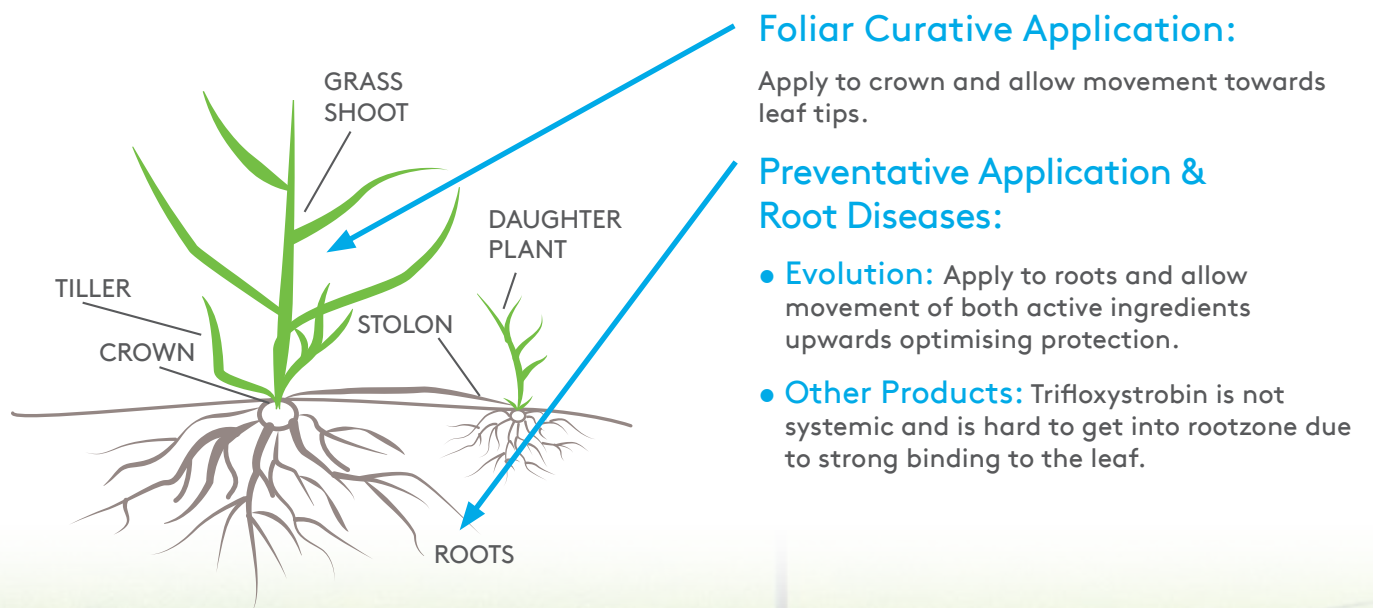 GRASS
SHOOT
DAUGHTER
PLANT
TILLER
STOLON
CROWN
ROOTS
Foliar Curative Application:
Apply to crown and allow movement towards
leaf tips.
Preventative Application &
Root Diseases:
• Evolution: Apply to roots and allow
movement of both active ingredients
upwards optimising protection.
• Other Products: Trifloxystrobin is not
systemic and is hard to get into rootzone due
to strong binding to the leaf.